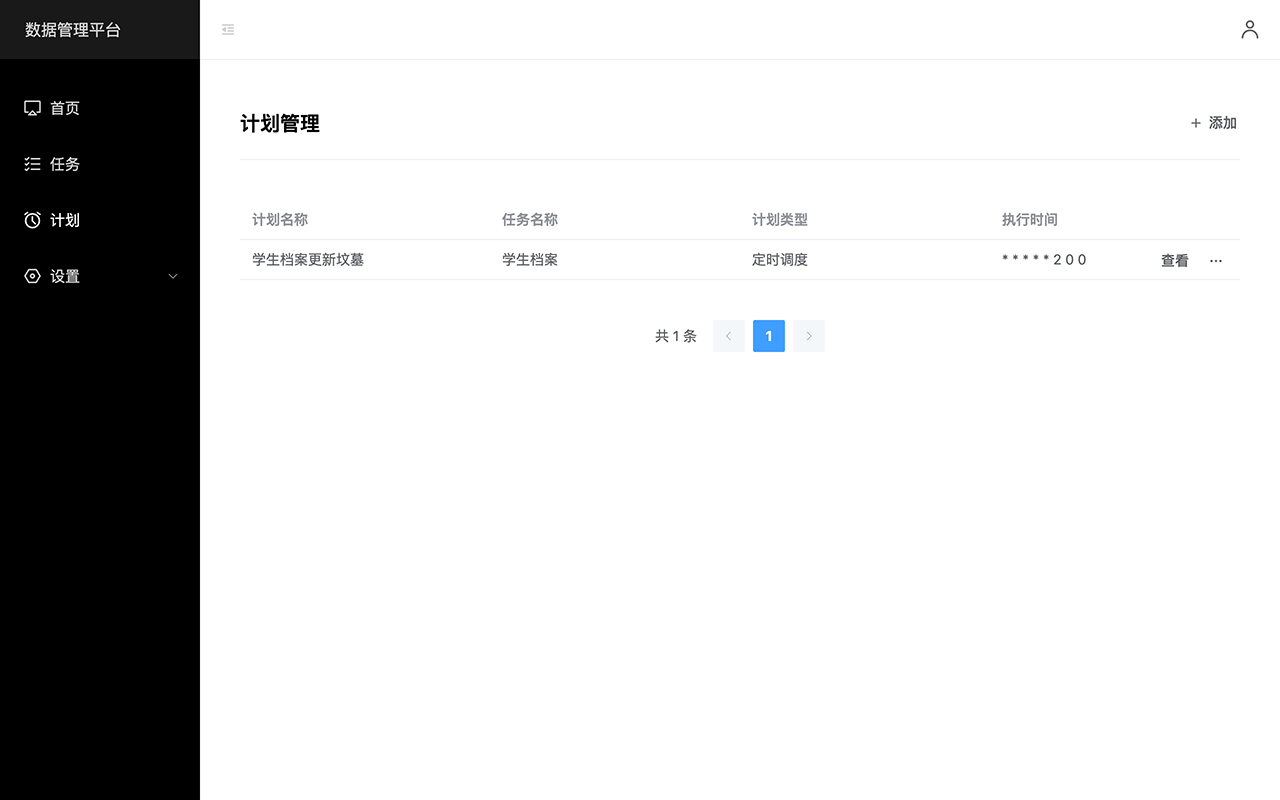 数据管理平台
首页
任务
计划
设置
计划管理
+ 添加
计划名称 任务名称 计划类型 执行时间
学生档案更新坟墓 学生档案 定时调度 * * * * * 2 0 0 查看 ···
共 1 条 < 1 >